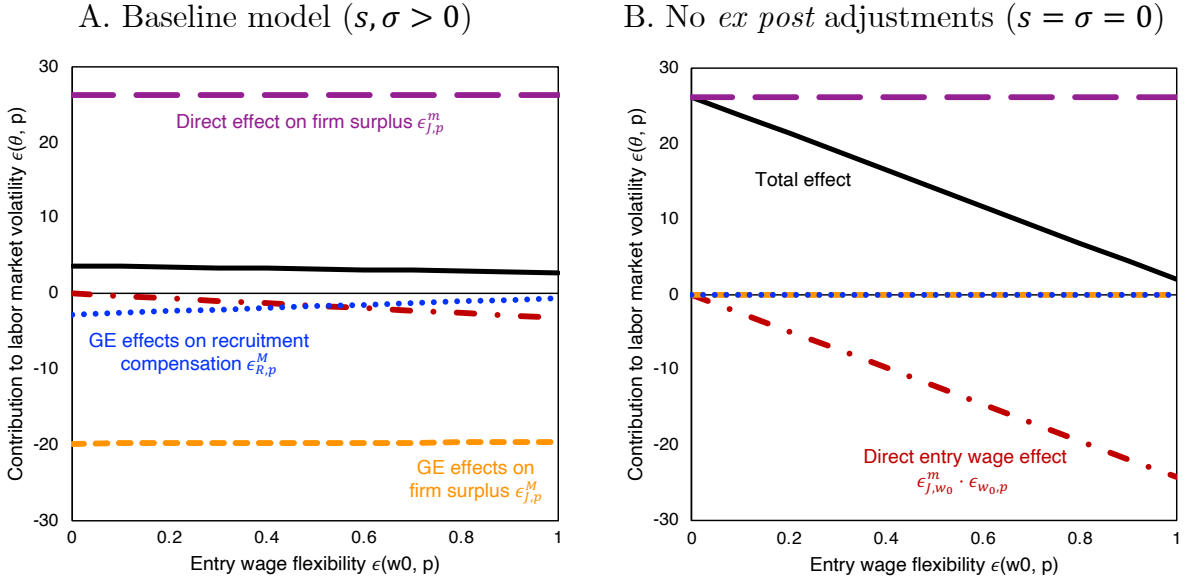 A. Baseline model (s, σ > 0)
Contribution to labor market volatility ϵ(θ, p)
30
20
10
0
-10
-20
-30
Direct effect on firm surplus ϵ^m_{J,p}
GE effects on recruitment
compensation ϵ^M_{R,p}
GE effects on
firm surplus ϵ^M_{J,p}
0
0.2
0.4
0.6
0.8
1
Entry wage flexibility ϵ(w0, p)
B. No ex post adjustments (s = σ = 0)
Contribution to labor market volatility ϵ(θ, p)
30
20
10
0
-10
-20
-30
Total effect
Direct entry wage effect
ϵ^m_{J,w_0} · ϵ_{w_0,p}
0
0.2
0.4
0.6
0.8
1
Entry wage flexibility ϵ(w0, p)